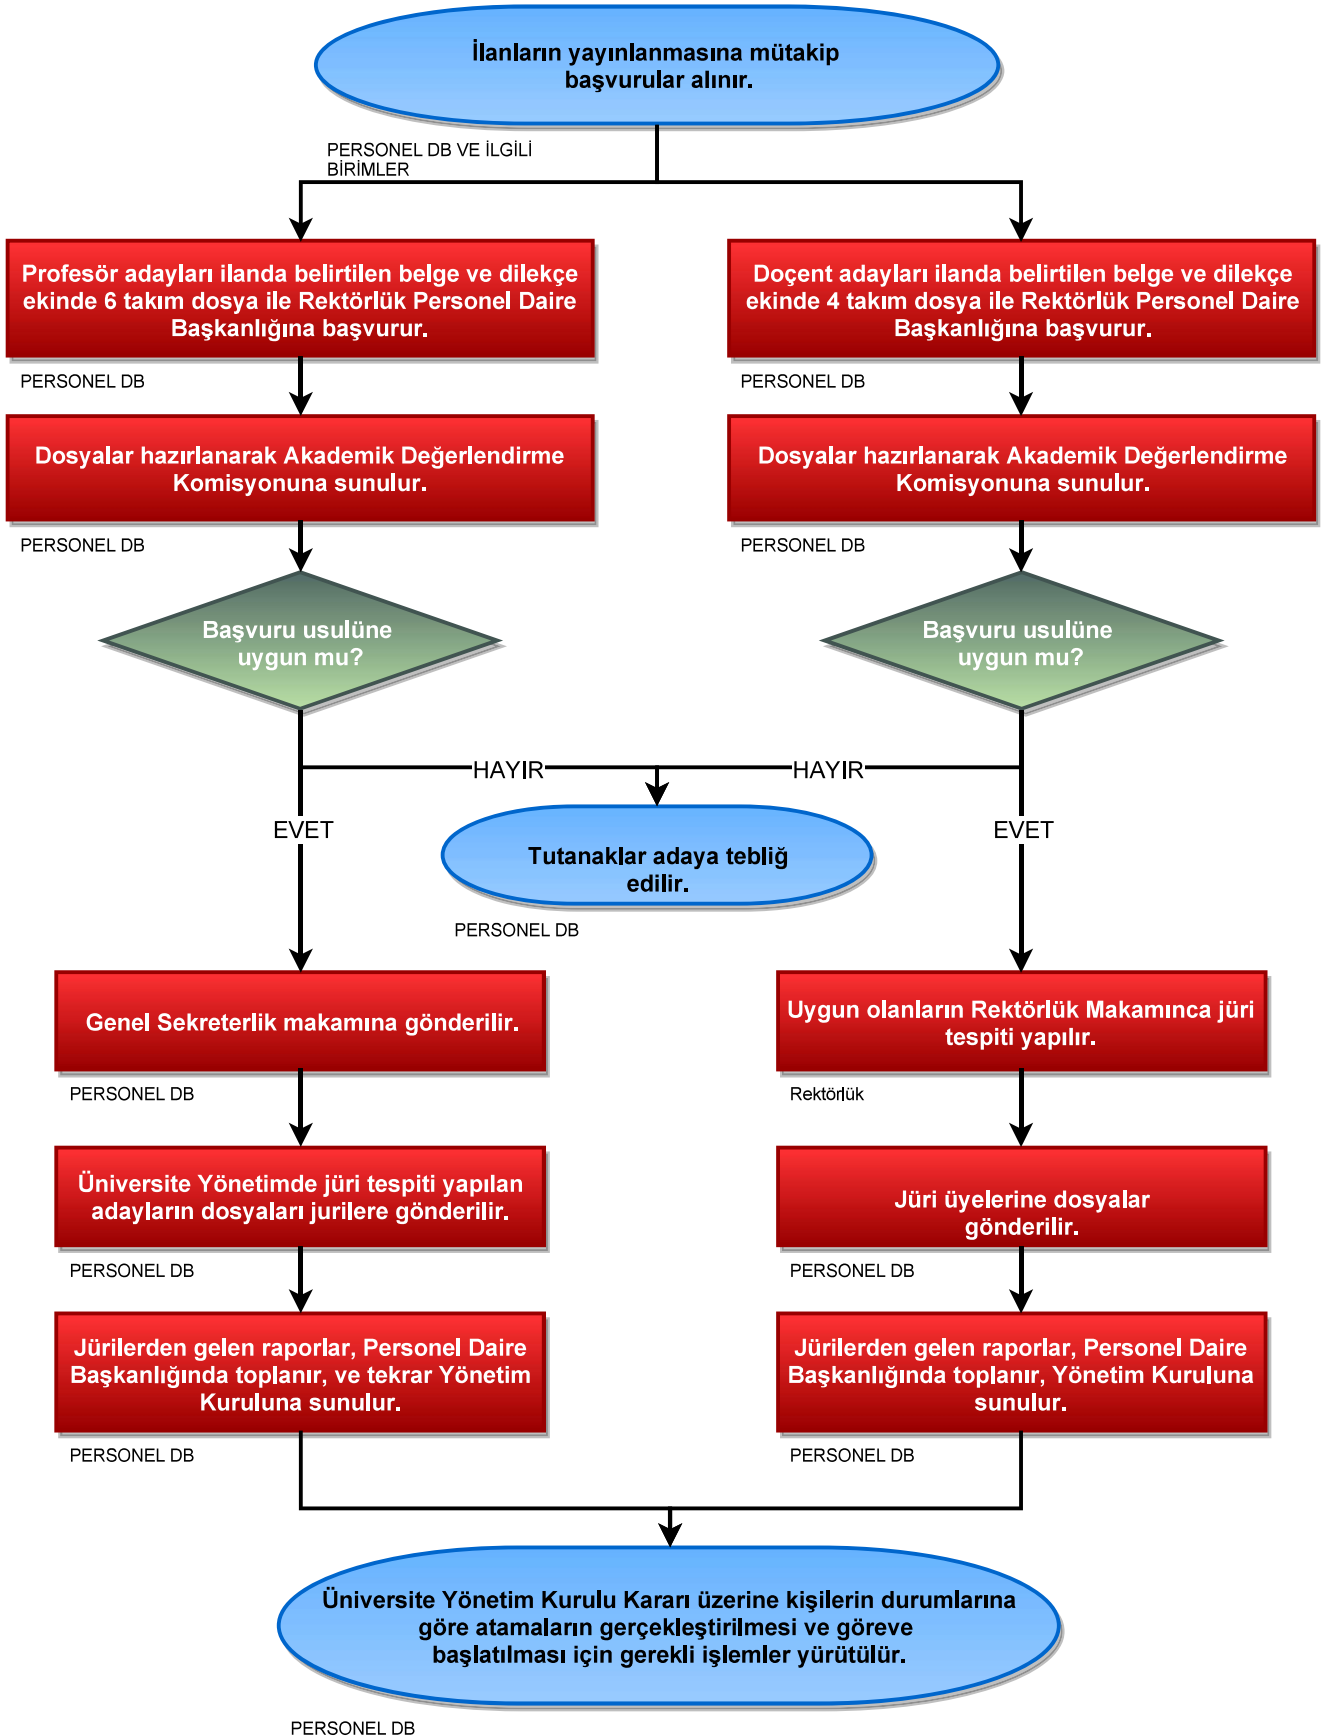 İlanların yayınlanmasına mütakip
başvurular alınır.
PERSONEL DB VE İLGİLİ
BİRİMLER
Profesör adayları ilanda belirtilen belge ve dilekçe
ekinde 6 takım dosya ile Rektörlük Personel Daire
Başkanlığına başvurur.
PERSONEL DB
Doçent adayları ilanda belirtilen belge ve dilekçe
ekinde 4 takım dosya ile Rektörlük Personel Daire
Başkanlığına başvurur.
PERSONEL DB
Dosyalar hazırlanarak Akademik Değerlendirme
Komisyonuna sunulur.
PERSONEL DB
Dosyalar hazırlanarak Akademik Değerlendirme
Komisyonuna sunulur.
PERSONEL DB
Başvuru usulüne
uygun mu?
Başvuru usulüne
uygun mu?
HAYIR
HAYIR
EVET
EVET
Tutanaklar adaya tebliğ
edilir.
PERSONEL DB
Genel Sekreterlik makamına gönderilir.
PERSONEL DB
Uygun olanların Rektörlük Makamınca jüri
tespiti yapılır.
Rektörlük
Üniversite Yönetimde jüri tespiti yapılan
adayların dosyaları jurilere gönderilir.
PERSONEL DB
Jüri üyelerine dosyalar
gönderilir.
PERSONEL DB
Jürilerden gelen raporlar, Personel Daire
Başkanlığında toplanır, ve tekrar Yönetim
Kuruluna sunulur.
PERSONEL DB
Jürilerden gelen raporlar, Personel Daire
Başkanlığında toplanır, Yönetim Kuruluna
sunulur.
PERSONEL DB
Üniversite Yönetim Kurulu Kararı üzerine kişilerin durumlarına
göre atamaların gerçekleştirilmesi ve göreve
başlatılması için gerekli işlemler yürütülür.
PERSONEL DB